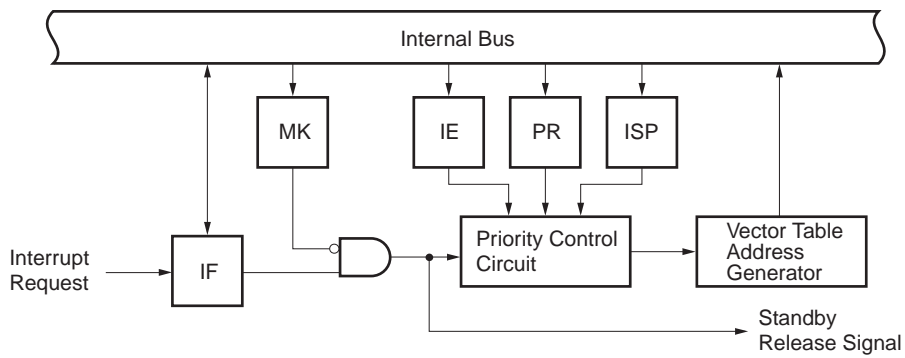 Internal Bus
MK
IE
PR
ISP
Interrupt
Request
IF
Priority Control
Circuit
Vector Table
Address
Generator
Standby
Release Signal